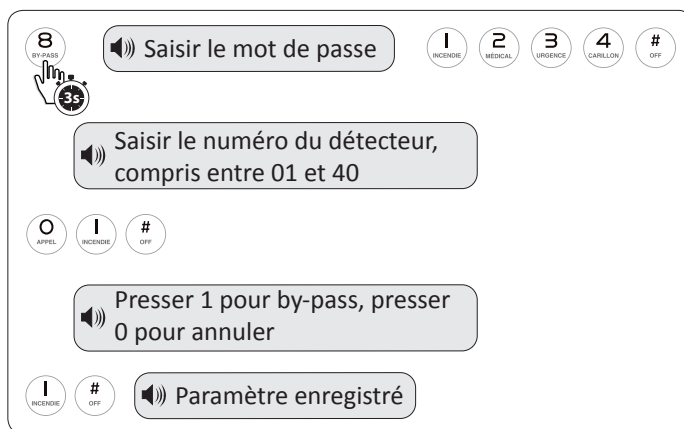 8 BY-PASS Saisir le mot de passe 1 INCENDIE 2 MÉDICAL 3 URGENCE 4 CARILLON # OFF
3s
Saisir le numéro du détecteur,
compris entre 01 et 40
0 APPEL 1 INCENDIE # OFF
Presser 1 pour by-pass, presser
0 pour annuler
1 INCENDIE # OFF Paramètre enregistré